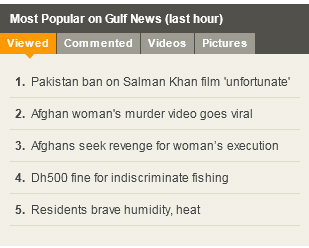 Most Popular on Gulf News (last hour)
Viewed Commented Videos Pictures
1. Pakistan ban on Salman Khan film 'unfortunate'
2. Afghan woman's murder video goes viral
3. Afghans seek revenge for woman’s execution
4. Dh500 fine for indiscriminate fishing
5. Residents brave humidity, heat